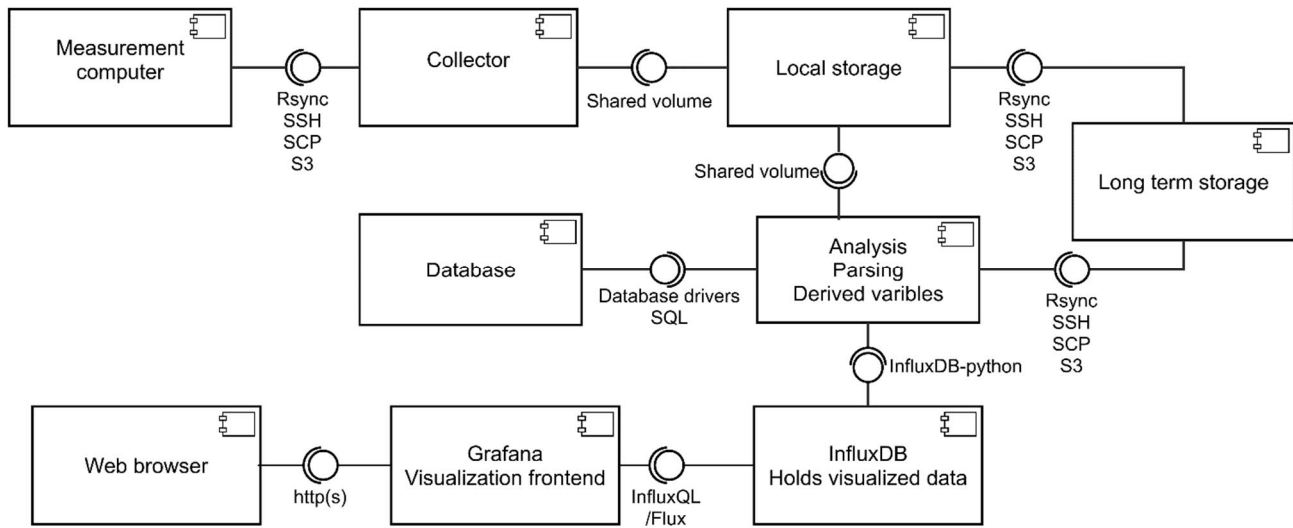 Measurement
computer
Rsync
SSH
SCP
S3
Collector
Shared volume
Local storage
Rsync
SSH
SCP
S3
Long term storage
Shared volume
Database
Database drivers
SQL
Analysis
Parsing
Derived varibles
Rsync
SSH
SCP
S3
InfluxDB-python
Web browser
http(s)
Grafana
Visualization frontend
InfluxQL
/Flux
InfluxDB
Holds visualized data